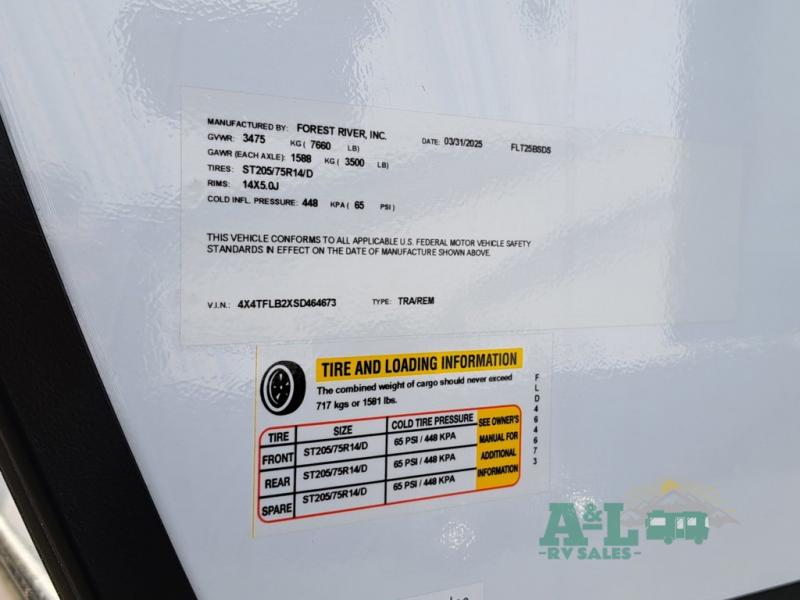 MANUFACTURED BY: FOREST RIVER, INC. DATE: 03/31/2025 FLT25BSDS
GVWR: 3475 KG ( 7660 LB)
GAWR (EACH AXLE): 1588 KG ( 3500 LB)
TIRES: ST205/75R14/D
RIMS: 14X5.0J
COLD INFL. PRESSURE: 448 KPA ( 65 PSI )
THIS VEHICLE CONFORMS TO ALL APPLICABLE U.S. FEDERAL MOTOR VEHICLE SAFETY
STANDARDS IN EFFECT ON THE DATE OF MANUFACTURE SHOWN ABOVE.
V.I.N.: 4X4TFLB2XSD464673 TYPE: TRA/REM
TIRE AND LOADING INFORMATION
The combined weight of cargo should never exceed
717 kgs or 1581 lbs.
TIRE SIZE COLD TIRE PRESSURE SEE OWNER'S
FRONT ST205/75R14/D 65 PSI / 448 KPA MANUAL FOR
REAR ST205/75R14/D 65 PSI / 448 KPA ADDITIONAL
SPARE ST205/75R14/D 65 PSI / 448 KPA INFORMATION
FLD464673
A&L
-RV SALES-